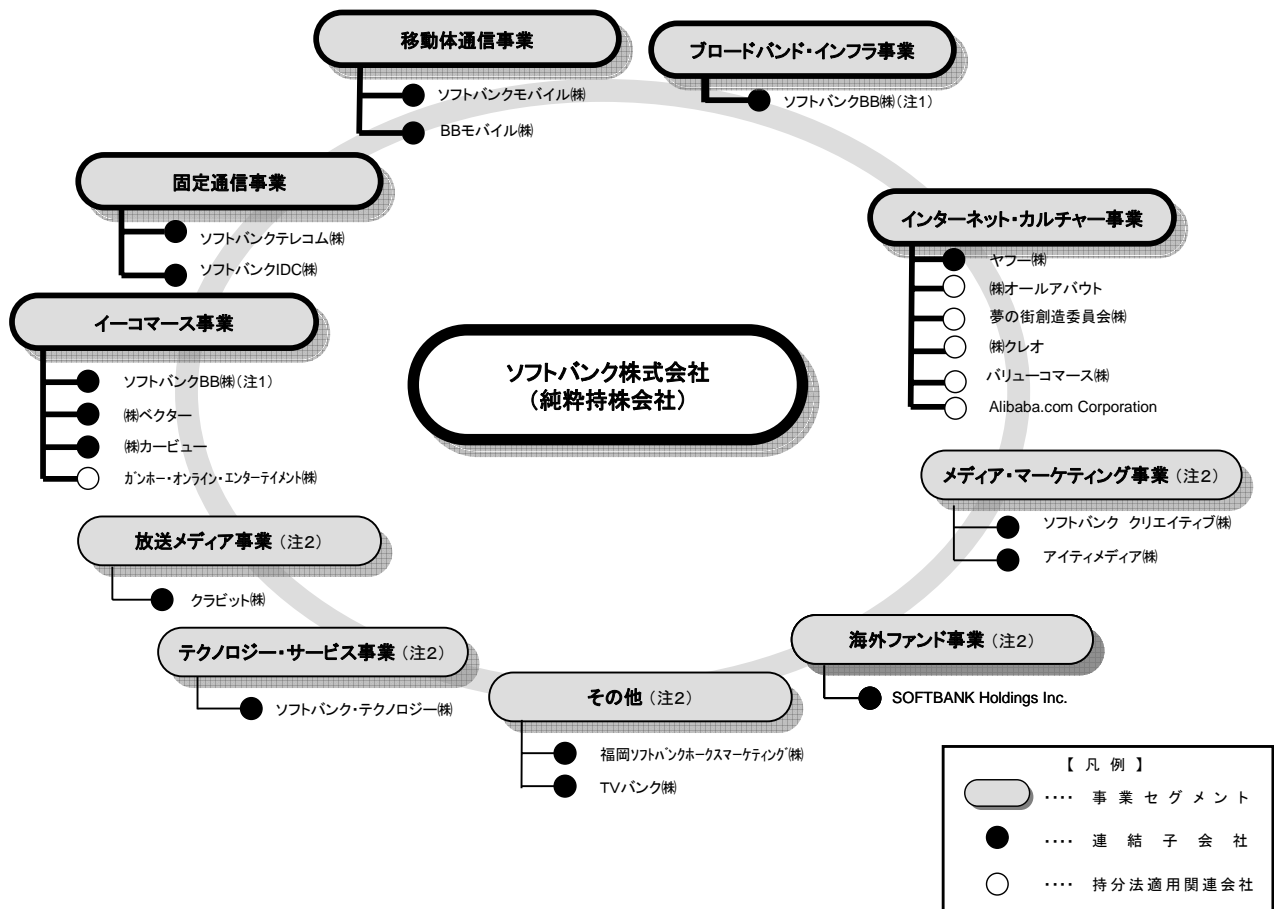 移動体通信事業
ソフトバンクモバイル㈱
BBモバイル㈱
ブロードバンド・インフラ事業
ソフトバンクBB㈱（注1）
固定通信事業
ソフトバンクテレコム㈱
ソフトバンクIDC㈱
インターネット・カルチャー事業
ヤフー㈱
㈱オールアバウト
夢の街創造委員会㈱
㈱クレオ
バリューコマース㈱
Alibaba.com Corporation
イーコマース事業
ソフトバンクBB㈱（注1）
㈱ベクター
㈱カービュー
ガンホー・オンライン・エンターテイメント㈱
ソフトバンク株式会社
（純粋持株会社）
メディア・マーケティング事業（注2）
ソフトバンク クリエイティブ㈱
アイティメディア㈱
放送メディア事業（注2）
クラビット㈱
テクノロジー・サービス事業（注2）
ソフトバンク・テクノロジー㈱
その他（注2）
福岡ソフトバンクホークスマーケティング㈱
TVバンク㈱
海外ファンド事業（注2）
SOFTBANK Holdings Inc.
【 凡 例 】
‥‥ 事 業 セ グ メ ン ト
‥‥ 連 結 子 会 社
‥‥ 持 分 法 適 用 関 連 会 社